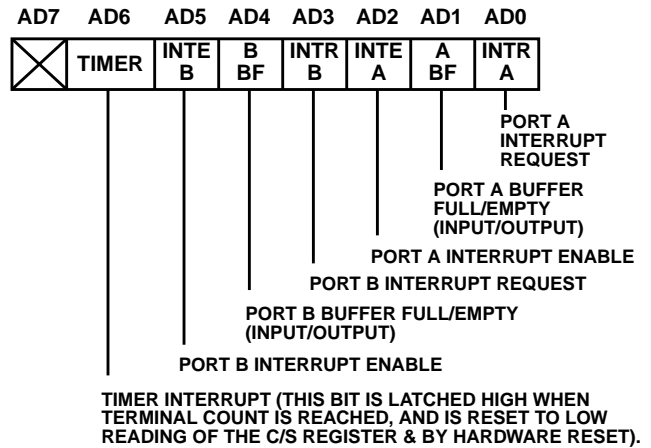 AD7 AD6 AD5 AD4 AD3 AD2 AD1 AD0
TIMER INTE B B BF INTR B INTE A A BF INTR A
PORT A
INTERRUPT
REQUEST
PORT A BUFFER
FULL/EMPTY
(INPUT/OUTPUT)
PORT A INTERRUPT ENABLE
PORT B INTERRUPT REQUEST
PORT B BUFFER FULL/EMPTY
(INPUT/OUTPUT)
PORT B INTERRUPT ENABLE
TIMER INTERRUPT (THIS BIT IS LATCHED HIGH WHEN
TERMINAL COUNT IS REACHED, AND IS RESET TO LOW
READING OF THE C/S REGISTER & BY HARDWARE RESET).